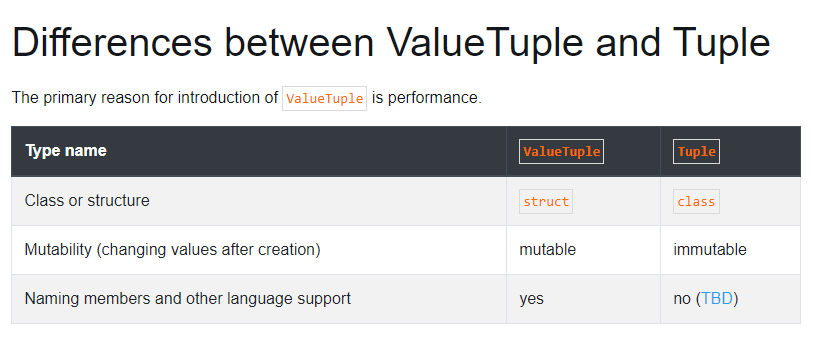 Differences between ValueTuple and Tuple
The primary reason for introduction of ValueTuple is performance.
Type name ValueTuple Tuple
Class or structure struct class
Mutability (changing values after creation) mutable immutable
Naming members and other language support yes no (TBD)